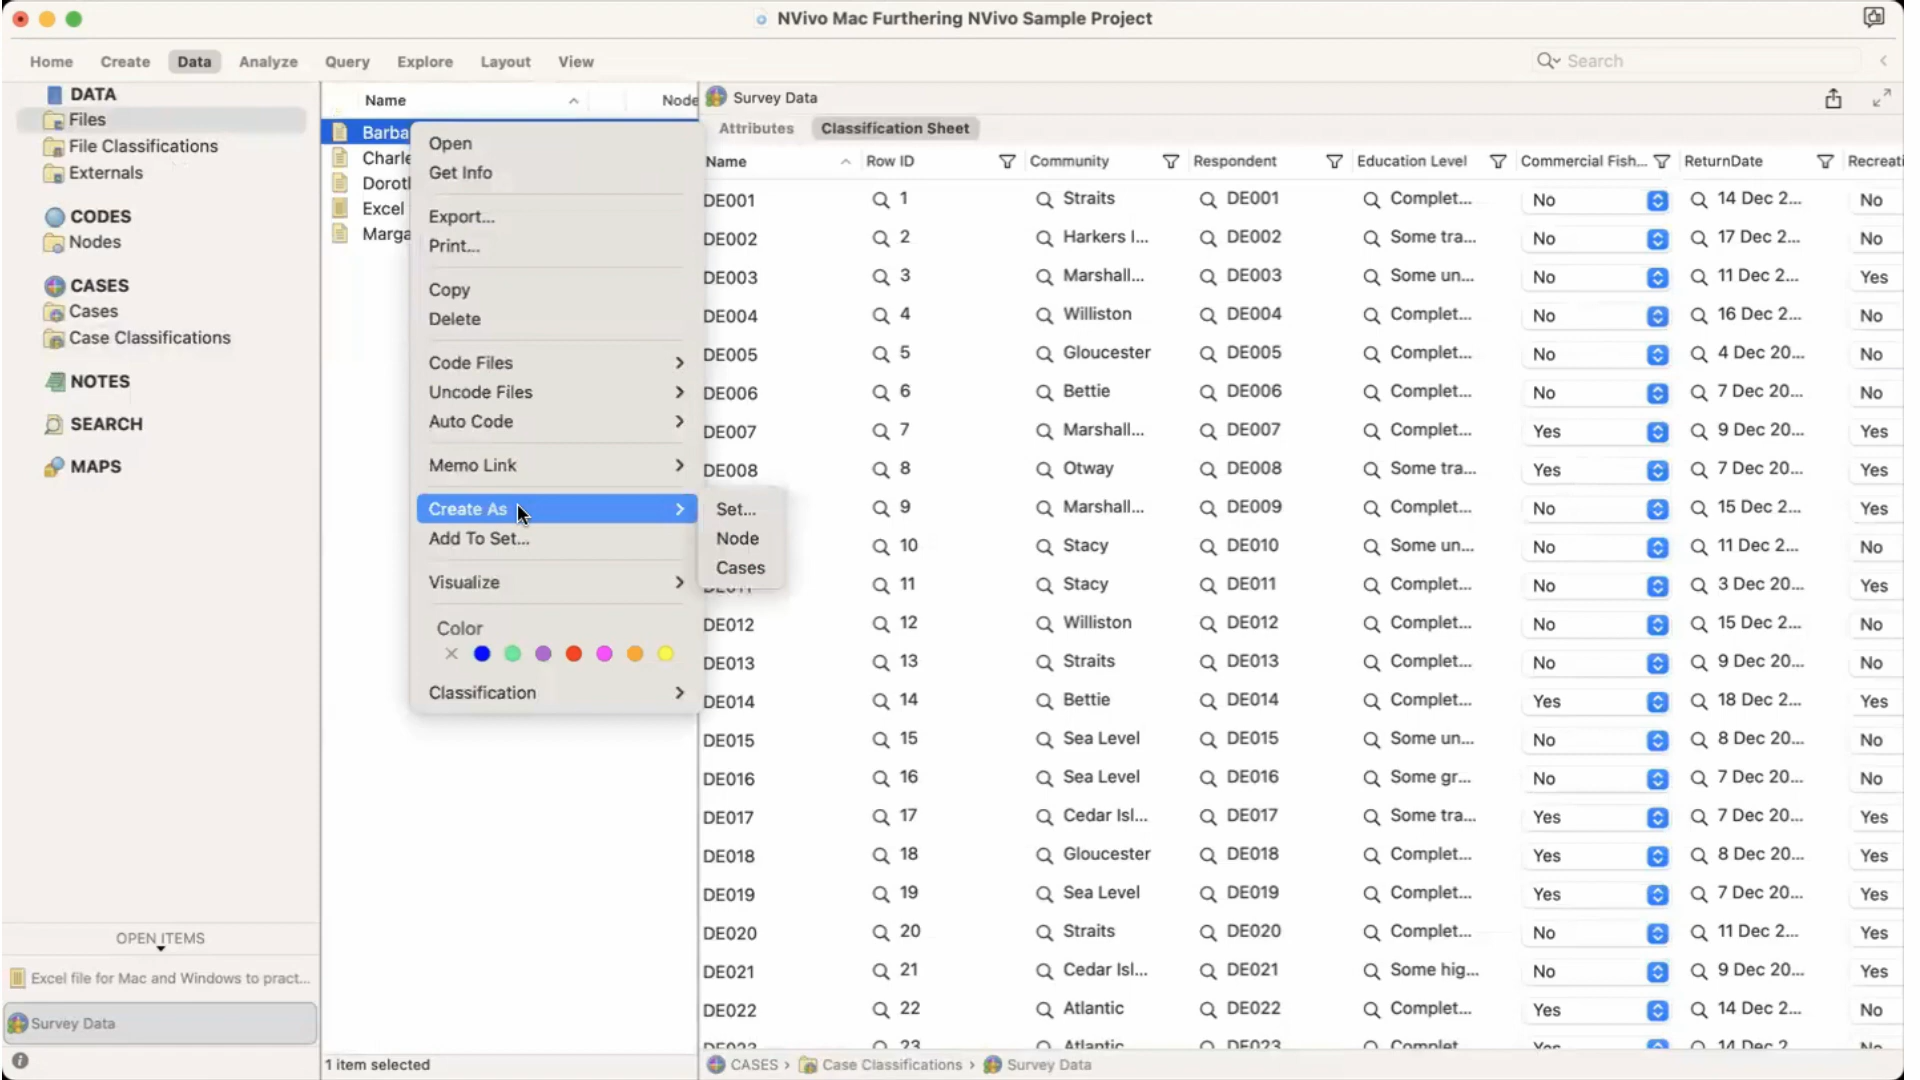 NVivo Mac Furthering NVivo Sample Project
Home Create Data Analyze Query Explore Layout View
Search
DATA
Files
File Classifications
Externals
CODES
Nodes
CASES
Cases
Case Classifications
NOTES
SEARCH
MAPS
OPEN ITEMS
Excel file for Mac and Windows to pract...
Survey Data
Name Node
Barba
Charle
Dorot
Excel
Marga
1 item selected
Open
Get Info
Export...
Print...
Copy
Delete
Code Files
Uncode Files
Auto Code
Memo Link
Create As
Add To Set...
Visualize
Color
Classification
Set...
Node
Cases
Survey Data
Attributes Classification Sheet
Name Row ID Community Respondent Education Level Commercial Fish... ReturnDate Recreati
DE001 1 Straits DE001 Complet... No 14 Dec 2... No
DE002 2 Harkers I... DE002 Some tra... No 17 Dec 2... No
DE003 3 Marshall... DE003 Some un... No 11 Dec 2... Yes
DE004 4 Williston DE004 Complet... No 16 Dec 2... No
DE005 5 Gloucester DE005 Complet... No 4 Dec 20... No
DE006 6 Bettie DE006 Complet... No 7 Dec 20... No
DE007 7 Marshall... DE007 Complet... Yes 9 Dec 20... Yes
DE008 8 Otway DE008 Some tra... Yes 7 Dec 20... Yes
9 Marshall... DE009 Complet... No 15 Dec 2... Yes
10 Stacy DE010 Some un... No 11 Dec 2... No
DE011 11 Stacy DE011 Complet... No 3 Dec 20... Yes
DE012 12 Williston DE012 Complet... No 15 Dec 2... No
DE013 13 Straits DE013 Complet... No 9 Dec 20... No
DE014 14 Bettie DE014 Complet... Yes 18 Dec 2... Yes
DE015 15 Sea Level DE015 Some un... No 8 Dec 20... No
DE016 16 Sea Level DE016 Some gr... No 7 Dec 20... No
DE017 17 Cedar Isl... DE017 Some tra... Yes 7 Dec 20... Yes
DE018 18 Gloucester DE018 Complet... Yes 8 Dec 20... Yes
DE019 19 Sea Level DE019 Complet... Yes 7 Dec 20... Yes
DE020 20 Straits DE020 Complet... No 11 Dec 2... Yes
DE021 21 Cedar Isl... DE021 Some hig... No 9 Dec 20... Yes
DE022 22 Atlantic DE022 Complet... Yes 14 Dec 2... No
DE023 23 Atlantic DE023 Complet... Yes 14 Dec 2... No
CASES › Case Classifications › Survey Data